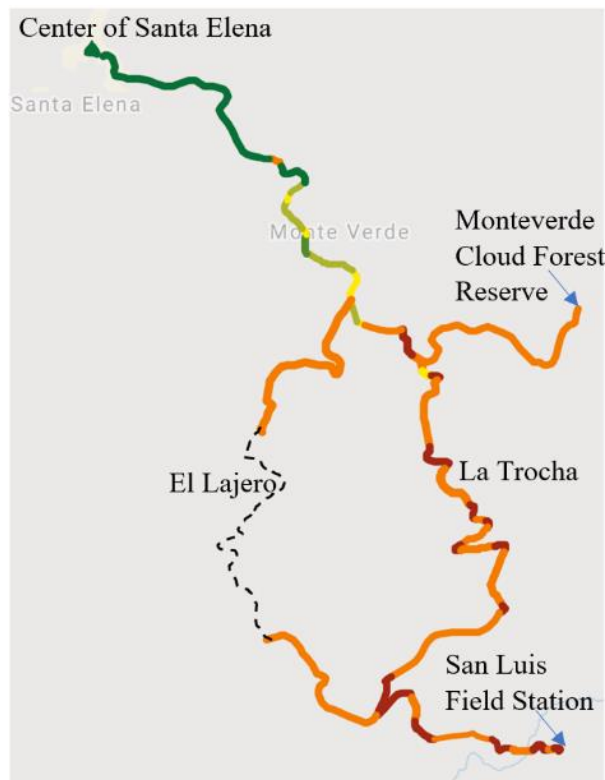 Center of Santa Elena
Santa Elena
Monte Verde
Monteverde
Cloud Forest
Reserve
El Lajero
La Trocha
San Luis
Field Station